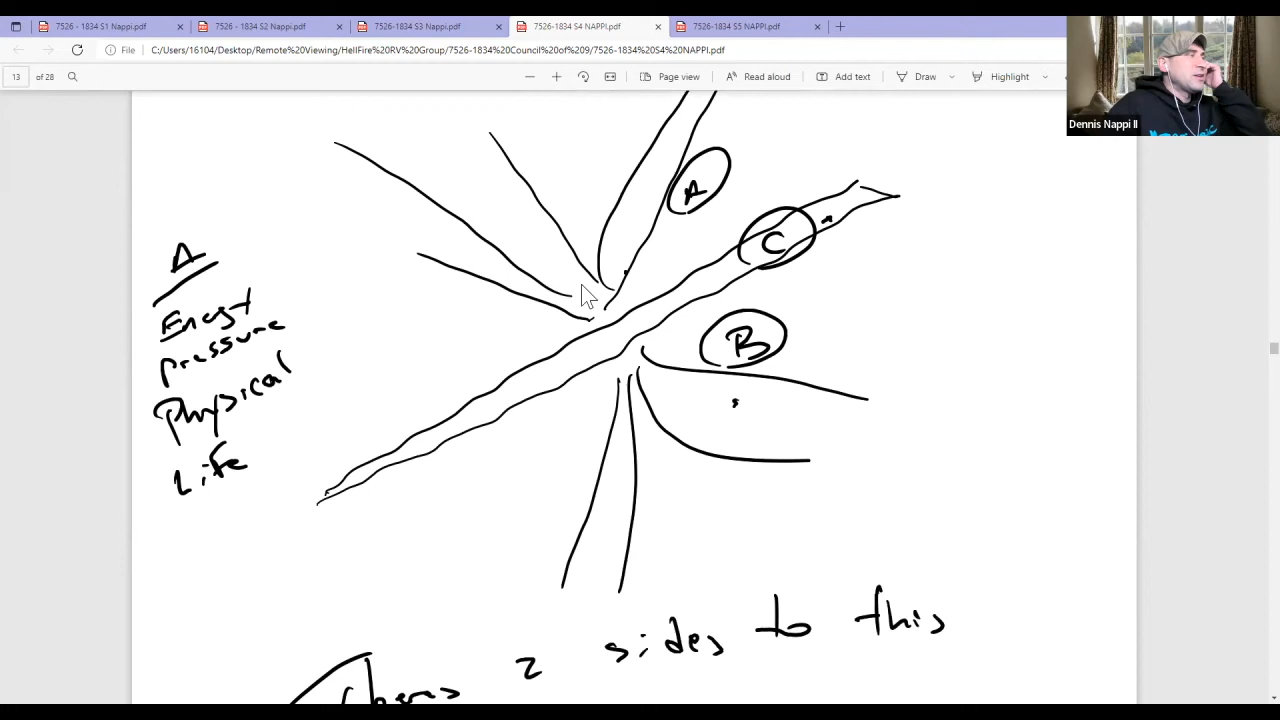 7526 - 1834 S1 Nappi.pdf
7526 - 1834 S2 Nappi.pdf
7526-1834 S3 Nappi.pdf
7526-1834 S4 NAPPI.pdf
7526-1834 S5 NAPPI.pdf
File
C:/Users/16104/Desktop/Remote%20Viewing/HellFire%20RV%20Group/7526-1834%20Council%20of%209/7526-1834%20S4%20NAPPI.pdf
13 of 28
Page view
Read aloud
Add text
Draw
Highlight
Dennis Nappi II
A
C
B
A
Energy
pressure
Physical
Life
2 sides to this